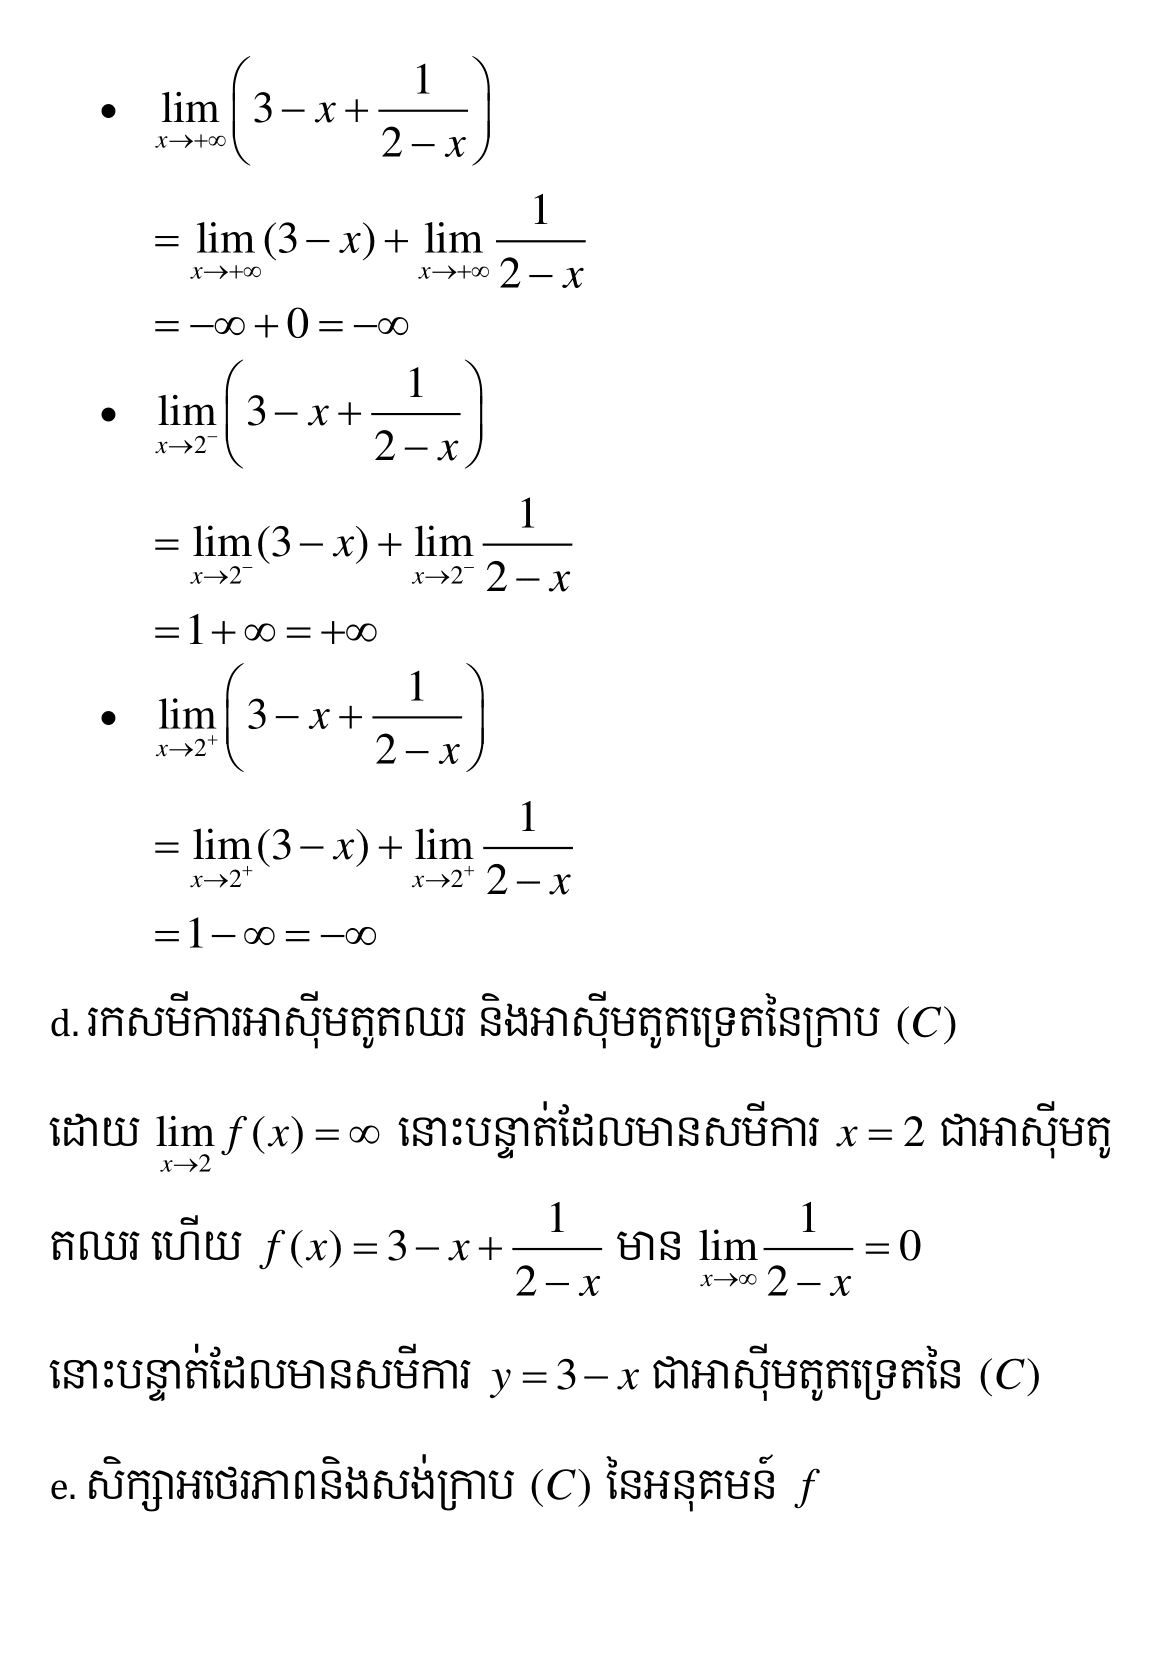 • $\lim_{x \to +\infty} \left( 3 - x + \frac{1}{2 - x} \right)$
$= \lim_{x \to +\infty} (3 - x) + \lim_{x \to +\infty} \frac{1}{2 - x}$
$= -\infty + 0 = -\infty$
• $\lim_{x \to 2^-} \left( 3 - x + \frac{1}{2 - x} \right)$
$= \lim_{x \to 2^-} (3 - x) + \lim_{x \to 2^-} \frac{1}{2 - x}$
$= 1 + \infty = +\infty$
• $\lim_{x \to 2^+} \left( 3 - x + \frac{1}{2 - x} \right)$
$= \lim_{x \to 2^+} (3 - x) + \lim_{x \to 2^+} \frac{1}{2 - x}$
$= 1 - \infty = -\infty$
d. រកសមីការអាស៊ីមតូតឈរ និងអាស៊ីមតូតទ្រេតនៃក្រាប $(C)$
ដោយ $\lim_{x \to 2} f(x) = \infty$ នោះបន្ទាត់ដែលមានសមីការ $x = 2$ ជាអាស៊ីមតូ
តឈរ ហើយ $f(x) = 3 - x + \frac{1}{2 - x}$ មាន $\lim_{x \to \infty} \frac{1}{2 - x} = 0$
នោះបន្ទាត់ដែលមានសមីការ $y = 3 - x$ ជាអាស៊ីមតូតទ្រេតនៃ $(C)$
e. សិក្សាអថេរភាពនិងសង់ក្រាប $(C)$ នៃអនុគមន៍ $f$